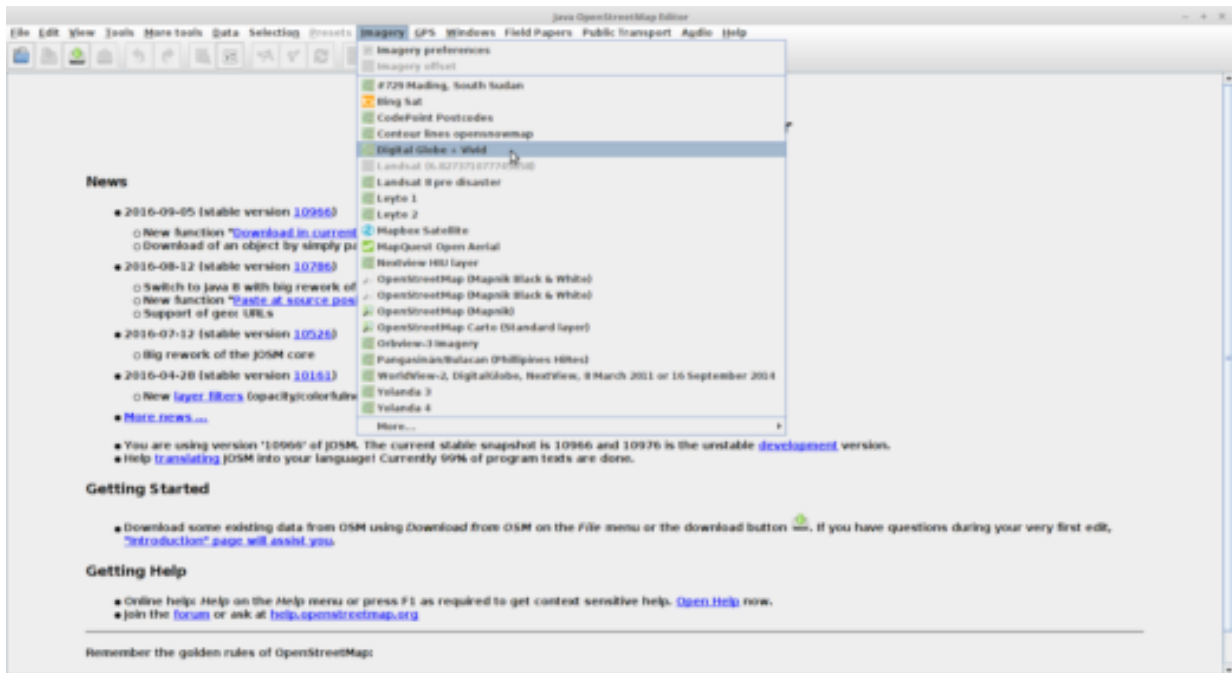 Java OpenStreetMap Editor
File Edit View Tools More tools Data Selection Presets Imagery GPS Windows Field Papers Public Transport Audio Help
Imagery preferences
Imagery offset
#729 Mading, South Sudan
Bing Sat
CodePoint Postcodes
Contour lines opensnowmap
Digital Globe + Vivid
Landsat
Landsat 8 pre disaster
Leyte 1
Leyte 2
Mapbox Satellite
MapQuest Open Aerial
Nextview HIU layer
OpenStreetMap (Mapnik Black & White)
OpenStreetMap (Mapnik Black & White)
OpenStreetMap (Mapnik)
OpenStreetMap Carto (Standard layer)
Orbview-3 Imagery
Pangasinán/Bulacan (Phillipines HiRes)
WorldView-2, DigitalGlobe, NextView, 8 March 2011 or 16 September 2014
Yolanda 3
Yolanda 4
More...
News
2016-09-05 (stable version 10966)
New function "Download in current
Download of an object by simply pa
2016-08-12 (stable version 10786)
Switch to Java 8 with big rework of
New function "Paste at source posi
Support of geo: URLs
2016-07-12 (stable version 10526)
Big rework of the JOSM core
2016-04-28 (stable version 10161)
New layer filters (opacity/colorfulne
More news ...
You are using version '10966' of JOSM. The current stable snapshot is 10966 and 10976 is the unstable development version.
Help translating JOSM into your language! Currently 99% of program texts are done.
Getting Started
Download some existing data from OSM using Download from OSM on the File menu or the download button . If you have questions during your very first edit,
"Introduction" page will assist you.
Getting Help
Online help: Help on the Help menu or press F1 as required to get context sensitive help. Open Help now.
Join the forum or ask at help.openstreetmap.org
Remember the golden rules of OpenStreetMap: